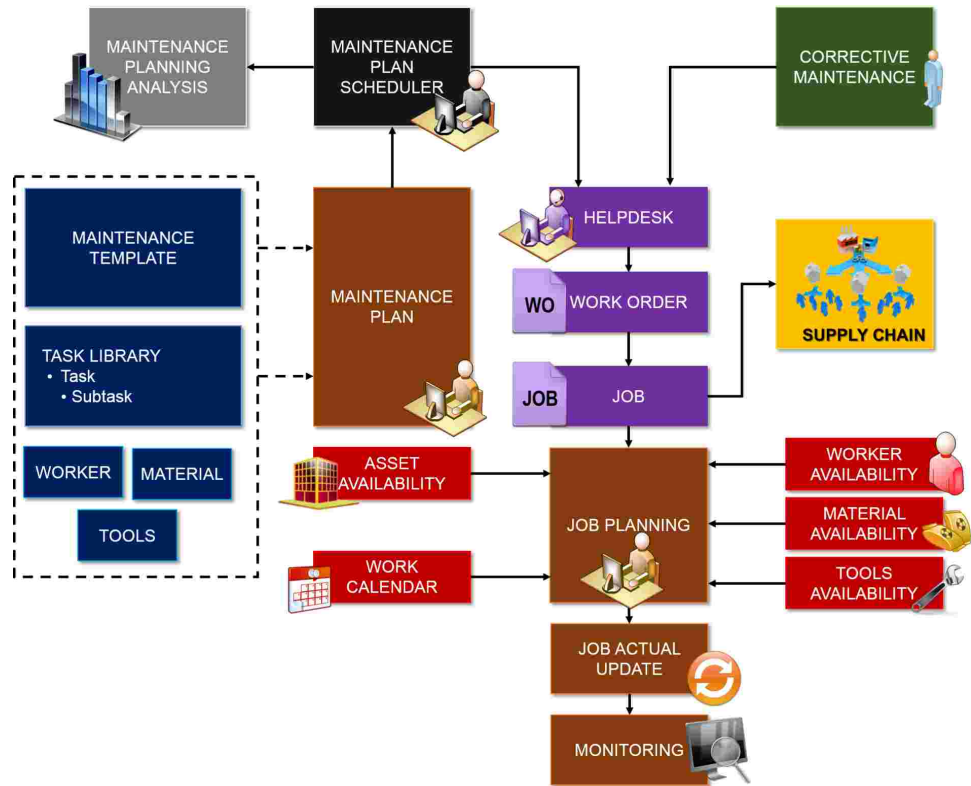 MAINTENANCE
PLANNING
ANALYSIS
MAINTENANCE
PLAN
SCHEDULER
CORRECTIVE
MAINTENANCE
MAINTENANCE
TEMPLATE
MAINTENANCE
PLAN
HELPDESK
WO
WORK ORDER
SUPPLY CHAIN
TASK LIBRARY
• Task
• Subtask
JOB
JOB
WORKER
MATERIAL
TOOLS
ASSET
AVAILABILITY
WORK
CALENDAR
JOB PLANNING
WORKER
AVAILABILITY
MATERIAL
AVAILABILITY
TOOLS
AVAILABILITY
JOB ACTUAL
UPDATE
MONITORING